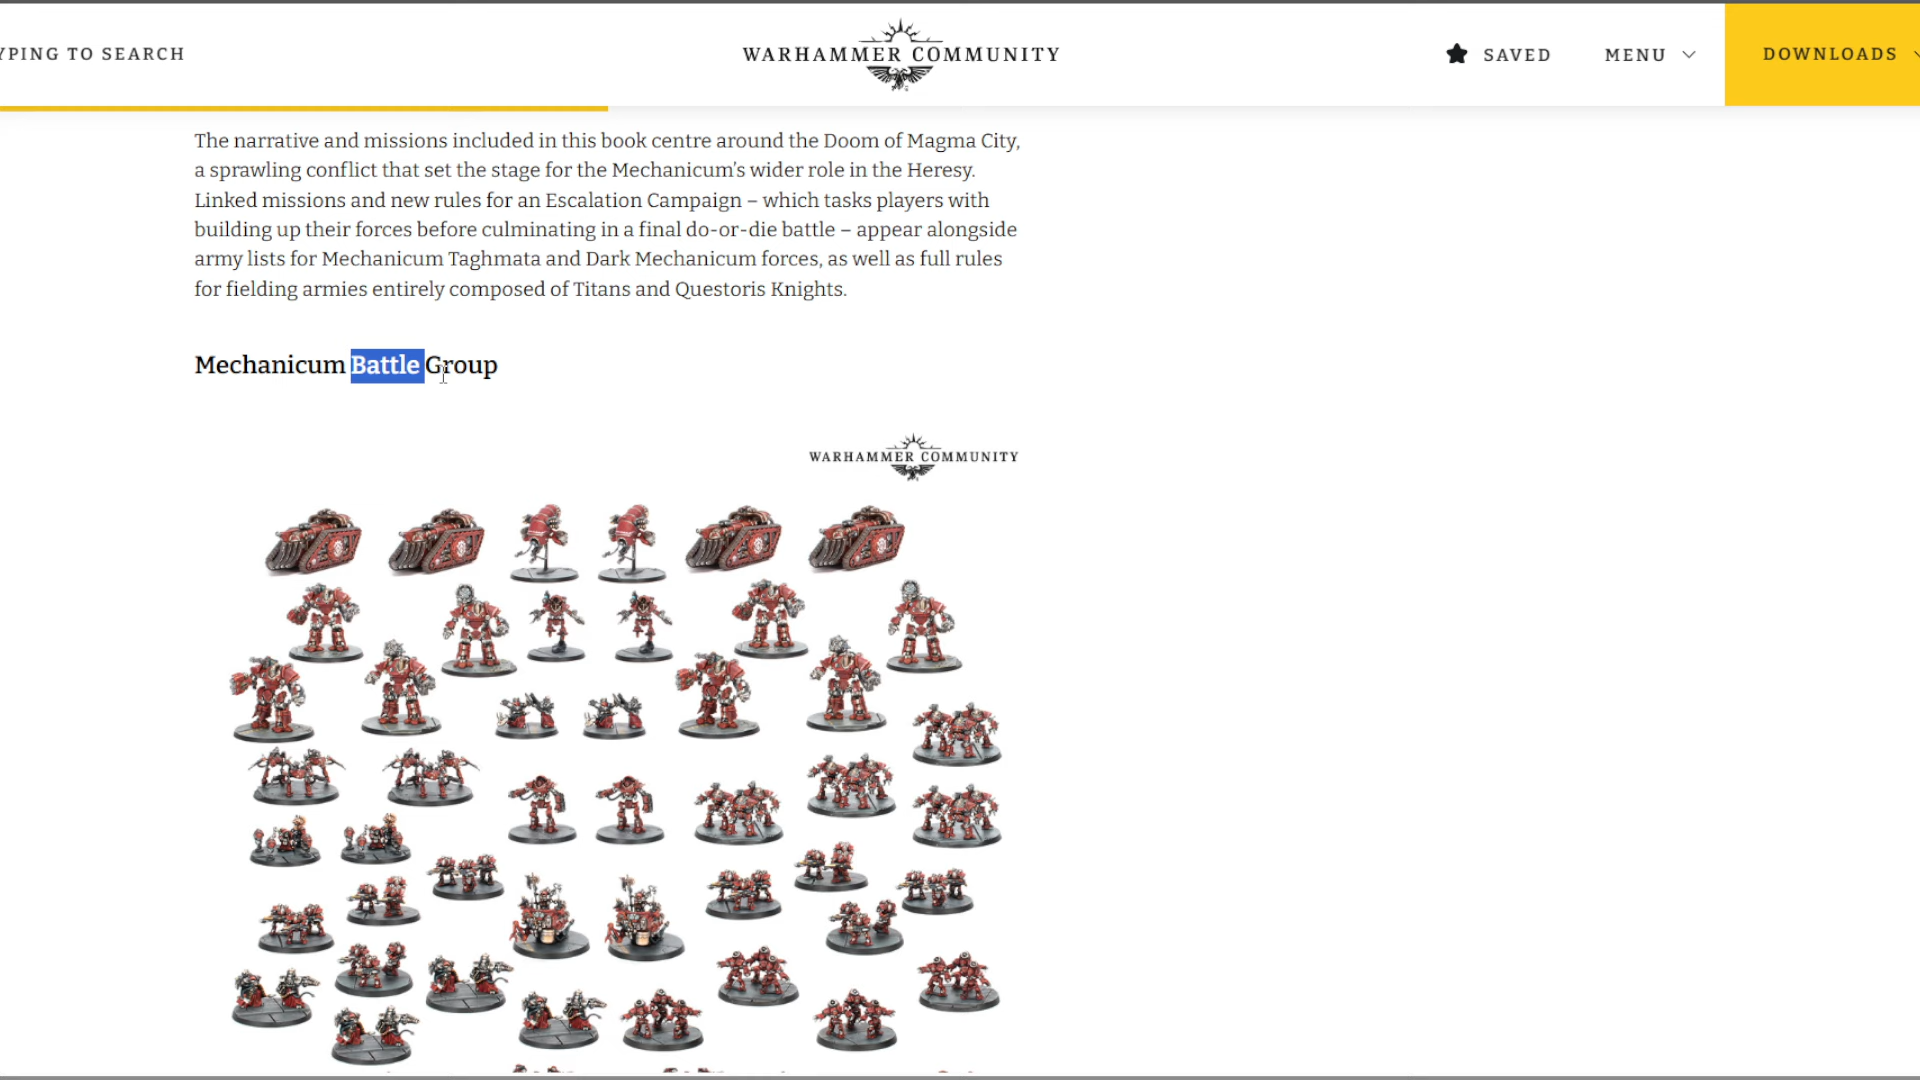 YPING TO SEARCH
WARHAMMER COMMUNITY
SAVED
MENU
DOWNLOADS
The narrative and missions included in this book centre around the Doom of Magma City,
a sprawling conflict that set the stage for the Mechanicum’s wider role in the Heresy.
Linked missions and new rules for an Escalation Campaign – which tasks players with
building up their forces before culminating in a final do-or-die battle – appear alongside
army lists for Mechanicum Taghmata and Dark Mechanicum forces, as well as full rules
for fielding armies entirely composed of Titans and Questoris Knights.
Mechanicum Battle Group
WARHAMMER COMMUNITY